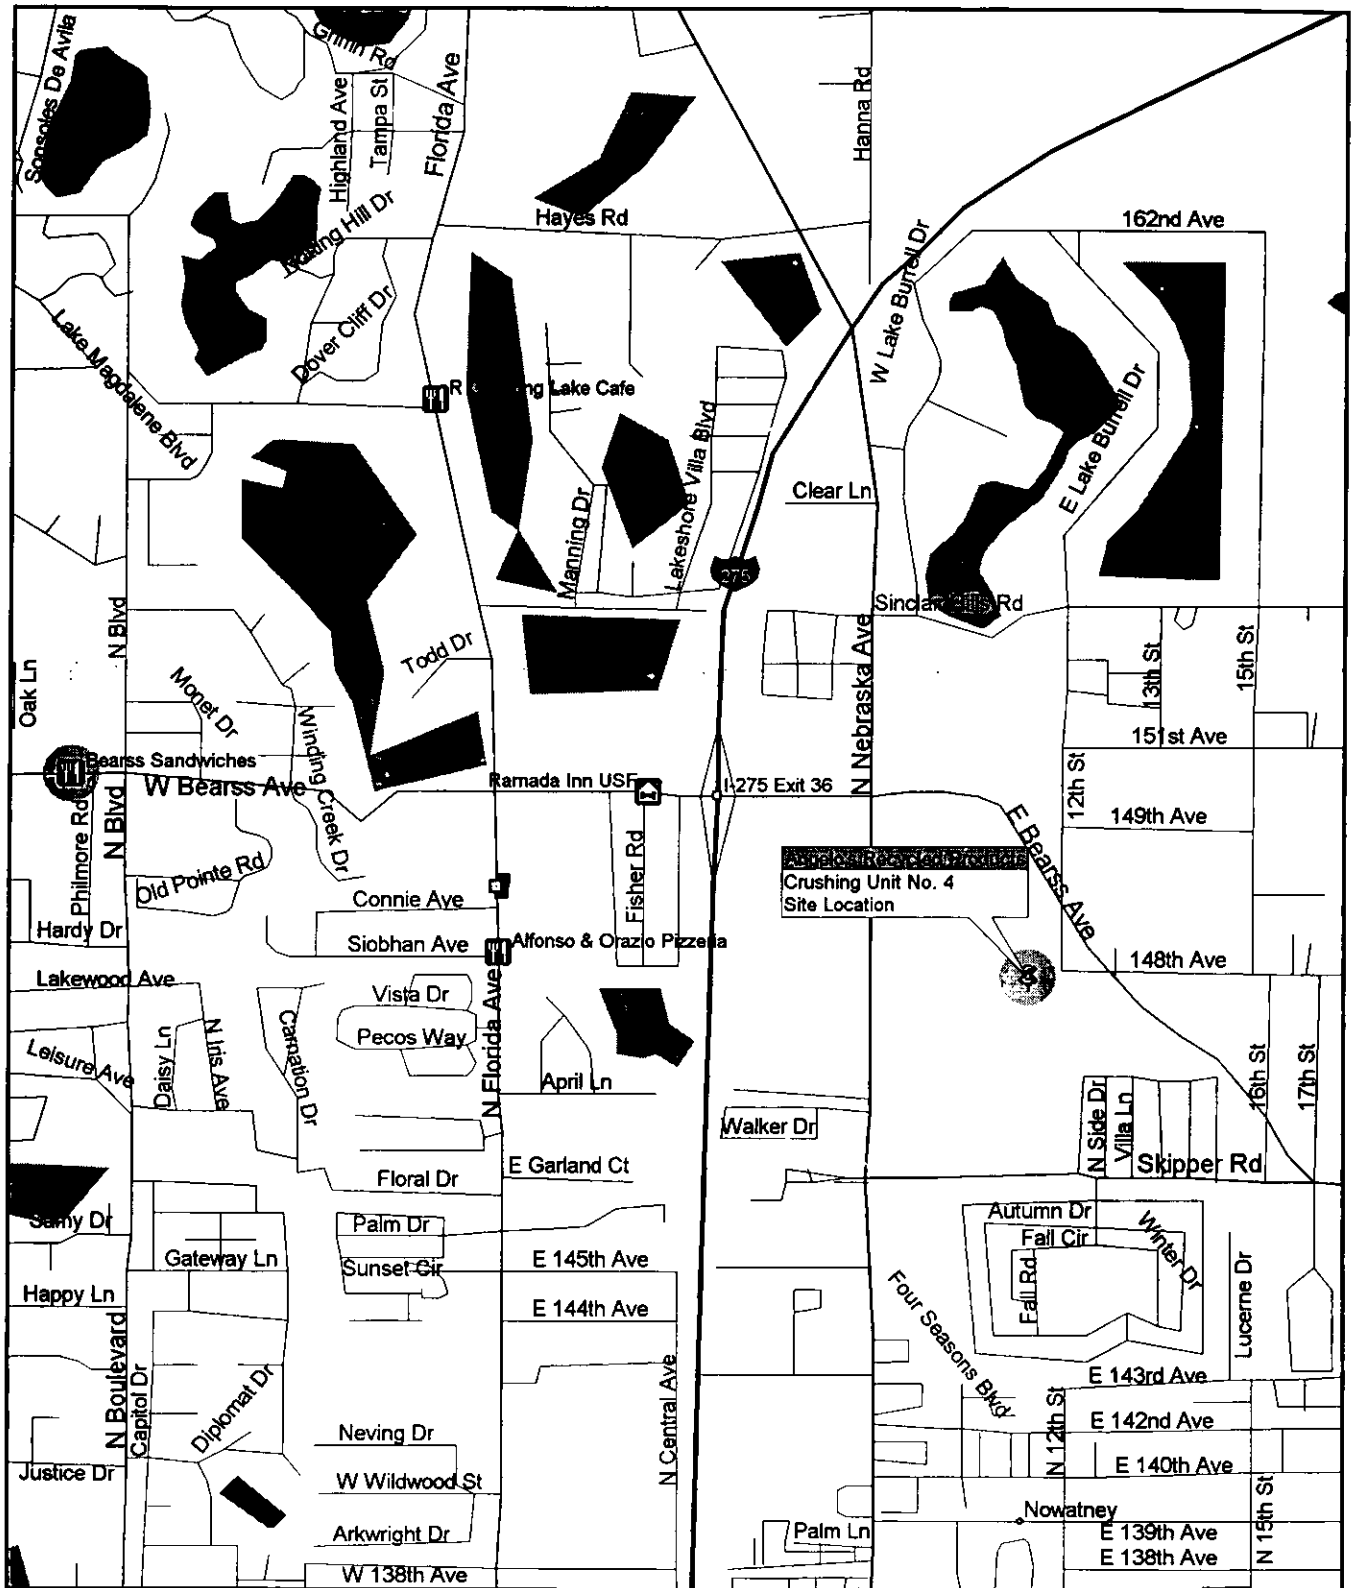 Griffin Rd
Sonsoles De Avila
Highland Ave
Tampa St
Florida Ave
Hanna Rd
Hayes Rd
162nd Ave
Hill Dr
W Lake Burrell Dr
Lake Magdalene Blvd
Dover Cliff Dr
Lake Cafe
E Lake Burrell Dr
Lakeshore Villa Blvd
Manning Dr
Clear Ln
275
Sinclair Hills Rd
N Blvd
Oak Ln
Todd Dr
Monet Dr
Winding Creek Dr
N Nebraska Ave
13th St
15th St
151st Ave
12th St
Bearss Sandwiches
W Bearss Ave
Ramada Inn USF
I-275 Exit 36
149th Ave
E Bearss Ave
Philmore Rd
N Blvd
Old Pointe Rd
Fisher Rd
Angelos Recycled Products
Crushing Unit No. 4
Site Location
Connie Ave
Hardy Dr
Siobhan Ave
Alfonso & Orazio Pizzeria
148th Ave
Lakewood Ave
Vista Dr
Pecos Way
N Florida Ave
Leisure Ave
Daisy Ln
N Iris Ave
Carnation Dr
April Ln
16th St
17th St
Walker Dr
N Side Dr
Villa Ln
Skipper Rd
E Garland Ct
Floral Dr
Samy Dr
Palm Dr
Autumn Dr
Fall Cir
Winter Dr
Gateway Ln
Sunset Cir
E 145th Ave
Fall Rd
Lucerne Dr
Happy Ln
E 144th Ave
Four Seasons Blvd
N Boulevard
Capitol Dr
Diplomat Dr
N Central Ave
E 143rd Ave
N 12th St
E 142nd Ave
Neving Dr
Justice Dr
W Wildwood St
E 140th Ave
N 15th St
Nowatney
Arkwright Dr
Palm Ln
E 139th Ave
E 138th Ave
W 138th Ave